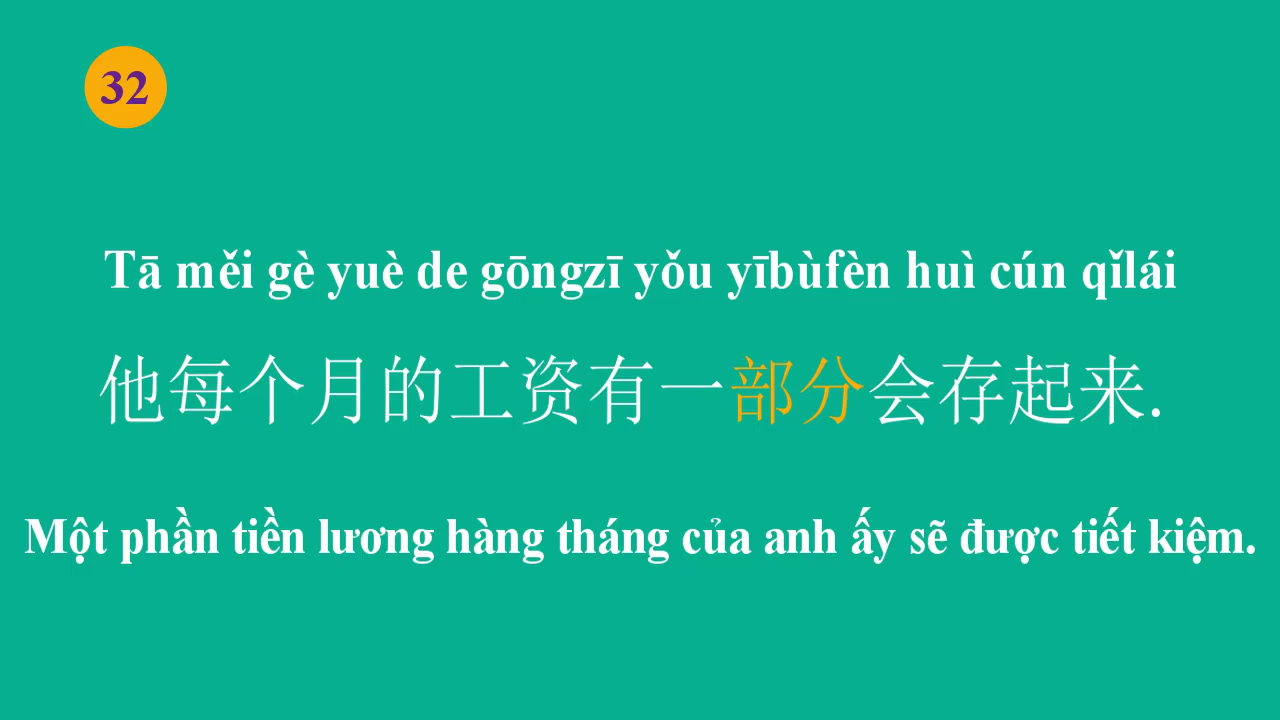 32
Tā měi gè yuè de gōngzī yǒu yībùfèn huì cún qǐlái
他每个月的工资有一部分会存起来.
Một phần tiền lương hàng tháng của anh ấy sẽ được tiết kiệm.